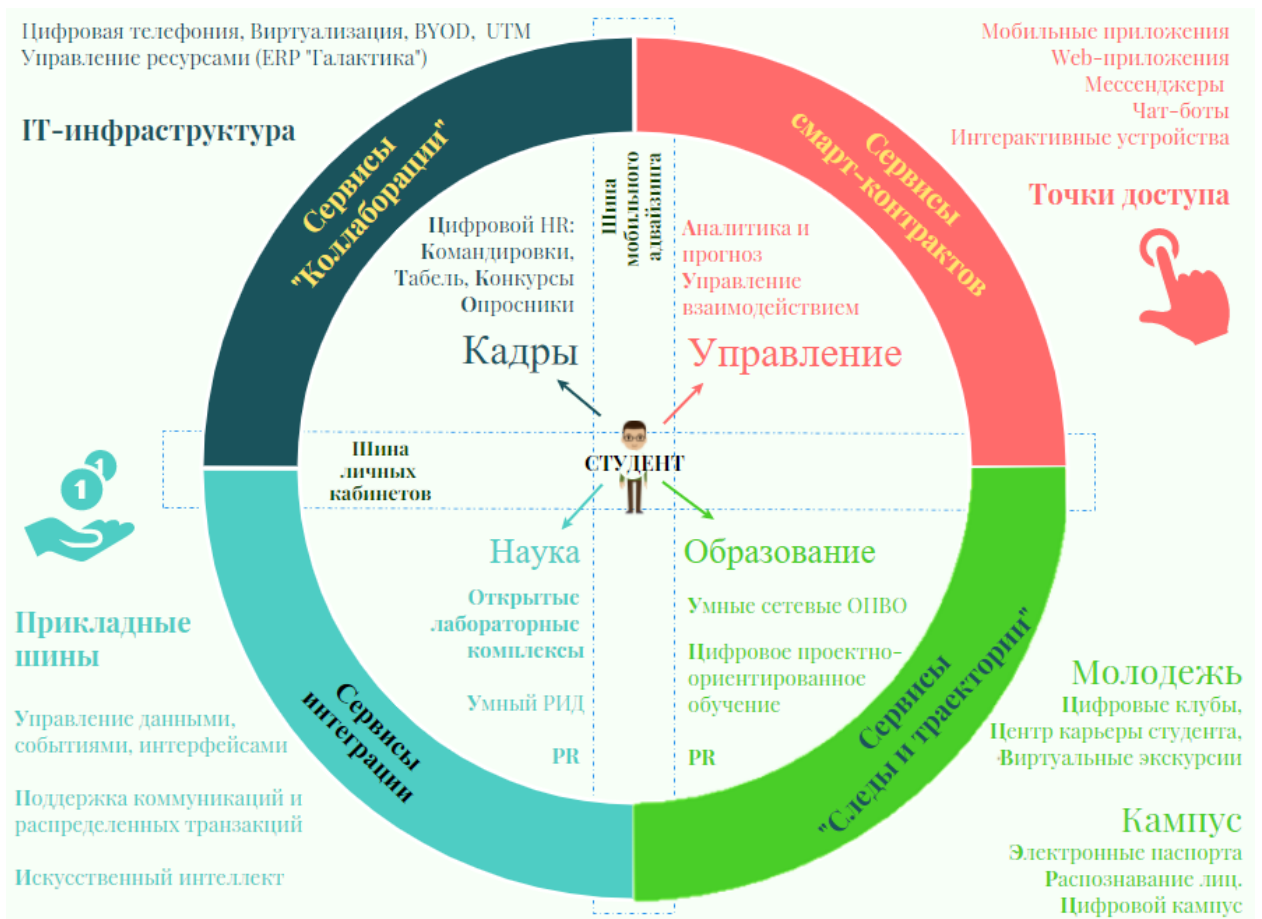 Цифровая телефония, Виртуализация, BYOD, UTM
Управление ресурсами (ERP "Галактика")
IT-инфраструктура
Мобильные приложения
Web-приложения
Мессенджеры
Чат-боты
Интерактивные устройства
Точки доступа
Сервисы
"Коллаборации"
Сервисы
смарт-контрактов
Шина
мобильного
адвайзинга
Цифровой HR:
Командировки,
Табель, Конкурсы
Опросники
Кадры
Аналитика и
прогноз
Управление
взаимодействием
Управление
Шина
личных
кабинетов
СТУДЕНТ
1
1
Наука
Открытые
лабораторные
комплексы
Умный РИД
PR
Образование
Умные сетевые ОПВО
Цифровое проектно-
ориентированное
обучение
PR
Прикладные
шины
Управление данными,
событиями, интерфейсами
Поддержка коммуникаций и
распределенных транзакций
Искусственный интеллект
Сервисы
интеграции
Сервисы
"Следы и траектории"
Молодежь
Цифровые клубы,
Центр карьеры студента,
Виртуальные экскурсии
Кампус
Электронные паспорта
Распознавание лиц.
Цифровой кампус